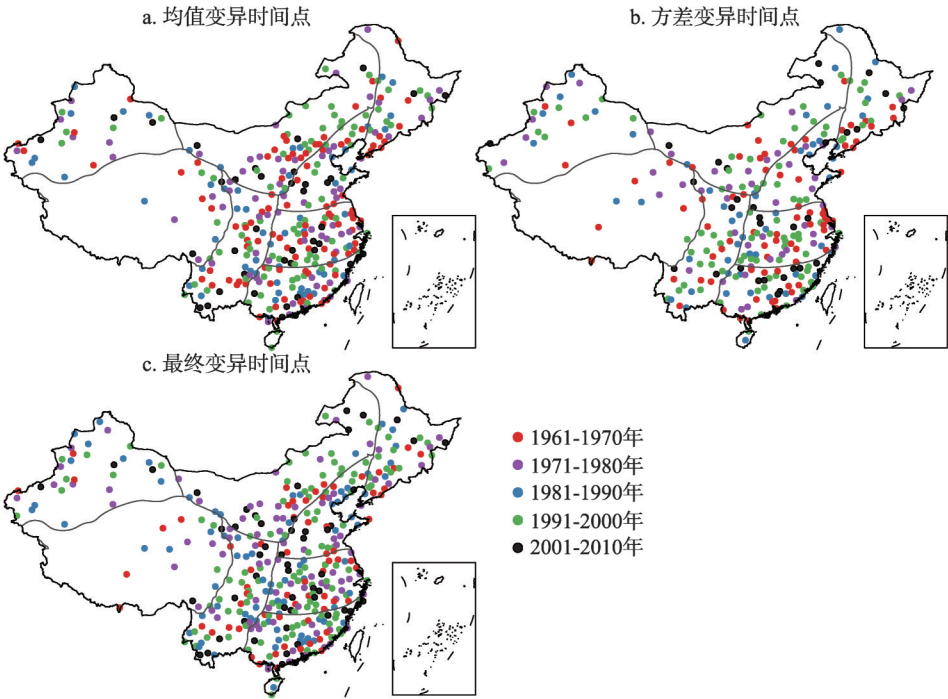 a. 均值变异时间点
b. 方差变异时间点
c. 最终变异时间点
1961-1970年
1971-1980年
1981-1990年
1991-2000年
2001-2010年